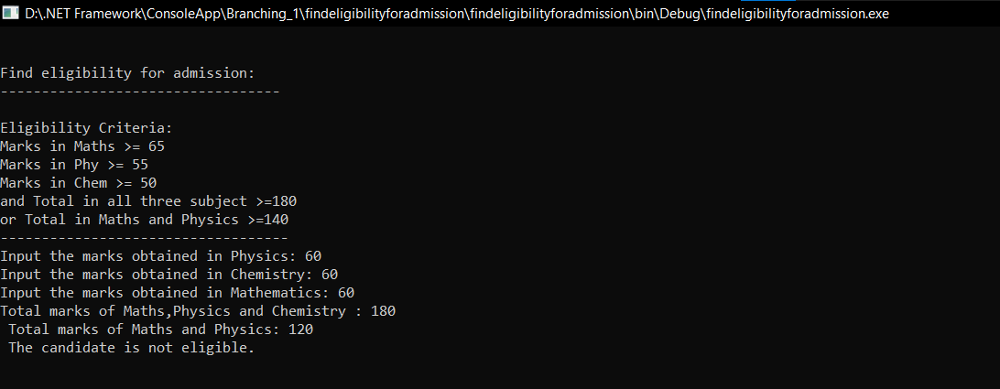 D:\.NET Framework\ConsoleApp\Branching_1\findeligibilityforadmission\findeligibilityforadmission\bin\Debug\findeligibilityforadmission.exe
Find eligibility for admission:
----------------------------------
Eligibility Criteria:
Marks in Maths >= 65
Marks in Phy >= 55
Marks in Chem >= 50
and Total in all three subject >=180
or Total in Maths and Physics >=140
-----------------------------------
Input the marks obtained in Physics: 60
Input the marks obtained in Chemistry: 60
Input the marks obtained in Mathematics: 60
Total marks of Maths,Physics and Chemistry : 180
 Total marks of Maths and Physics: 120
 The candidate is not eligible.